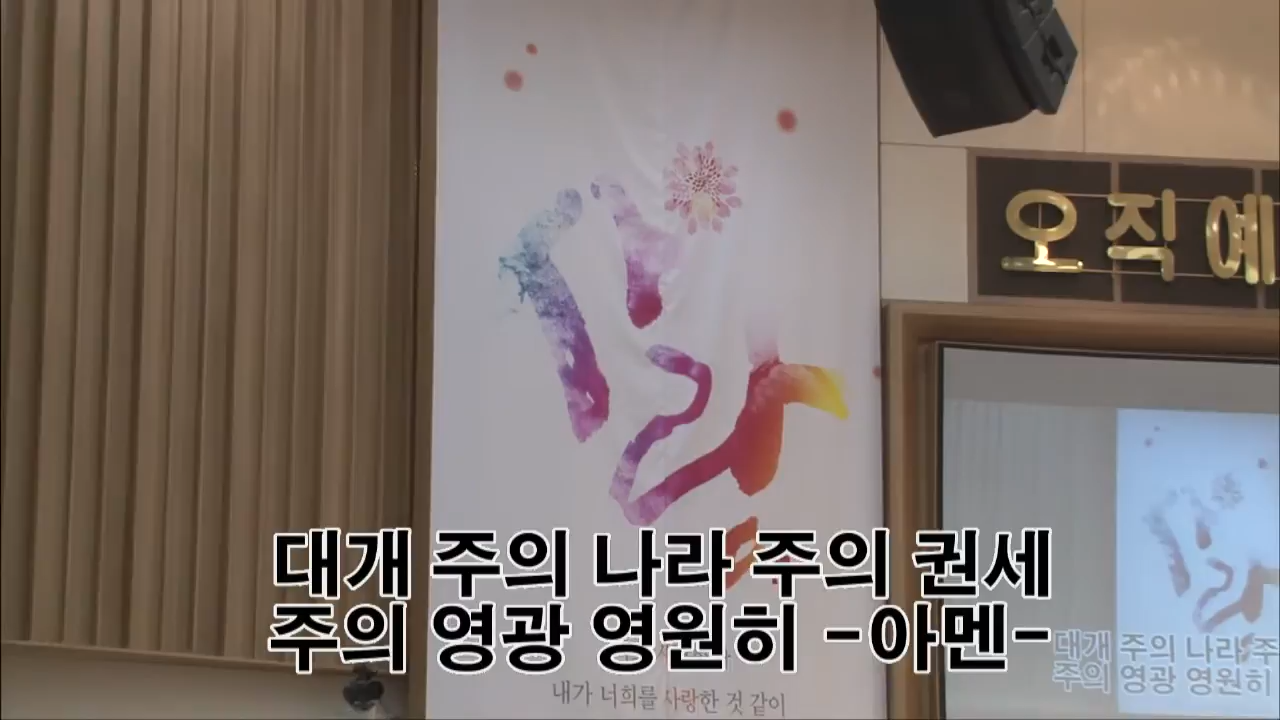 오직예
대개 주의 나라 주의 권세
주의 영광 영원히 -아멘-
내가 너희를 사랑한 것 같이
대개 주의 나라 주
주의 영광 영원히